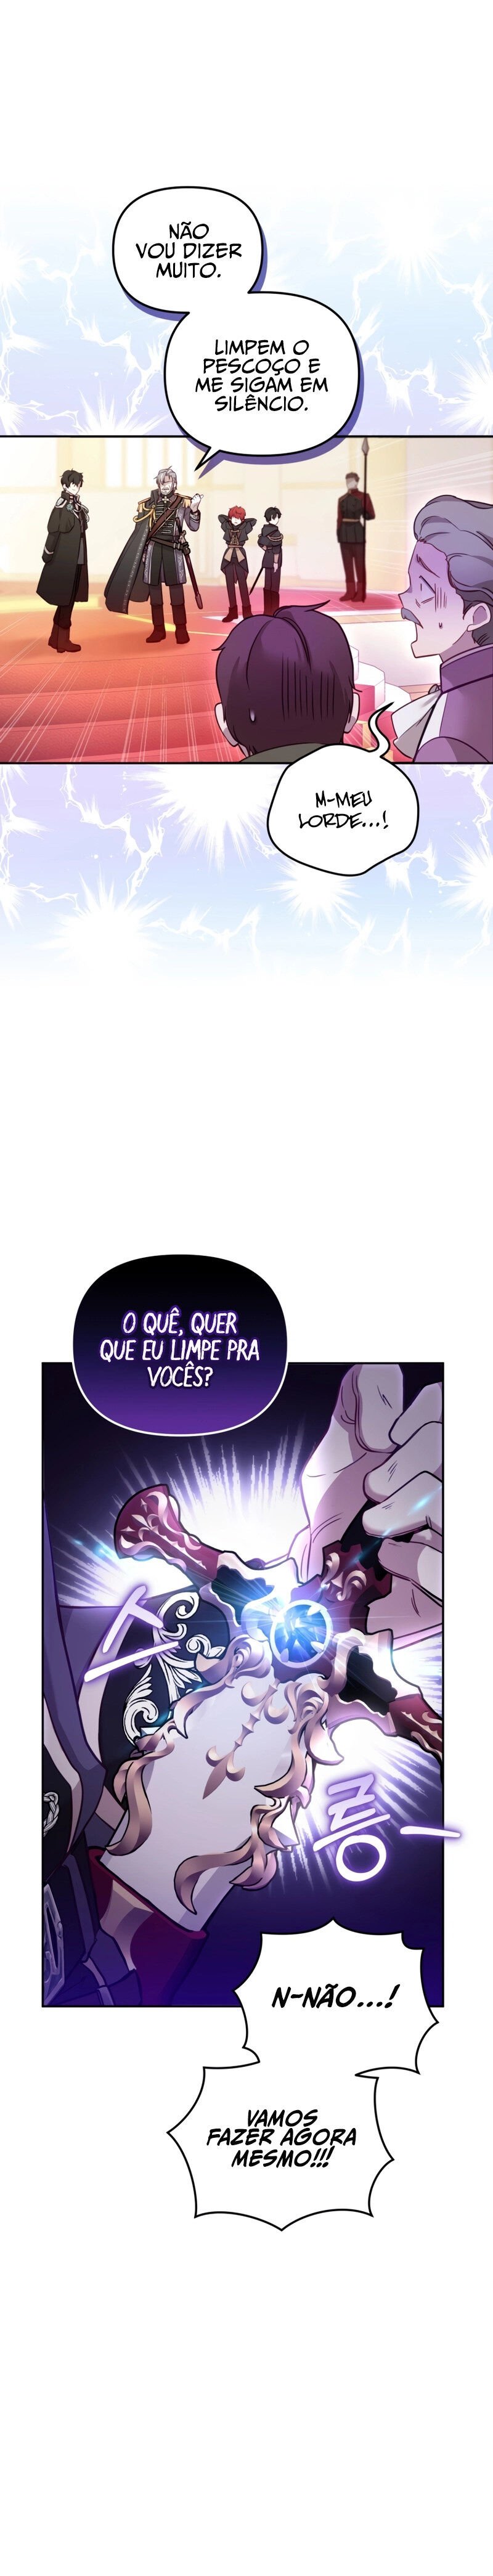 NÃO
VOU DIZER
MUITO.
LIMPEM O
PESCOÇO E
ME SIGAM EM
SILÊNCIO.
M-MEU
LORDE...!
O QUÊ, QUER
QUE EU LIMPE PRA
VOCÊS?
스
릉
N-NÃO...!
VAMOS
FAZER AGORA
MESMO!!!